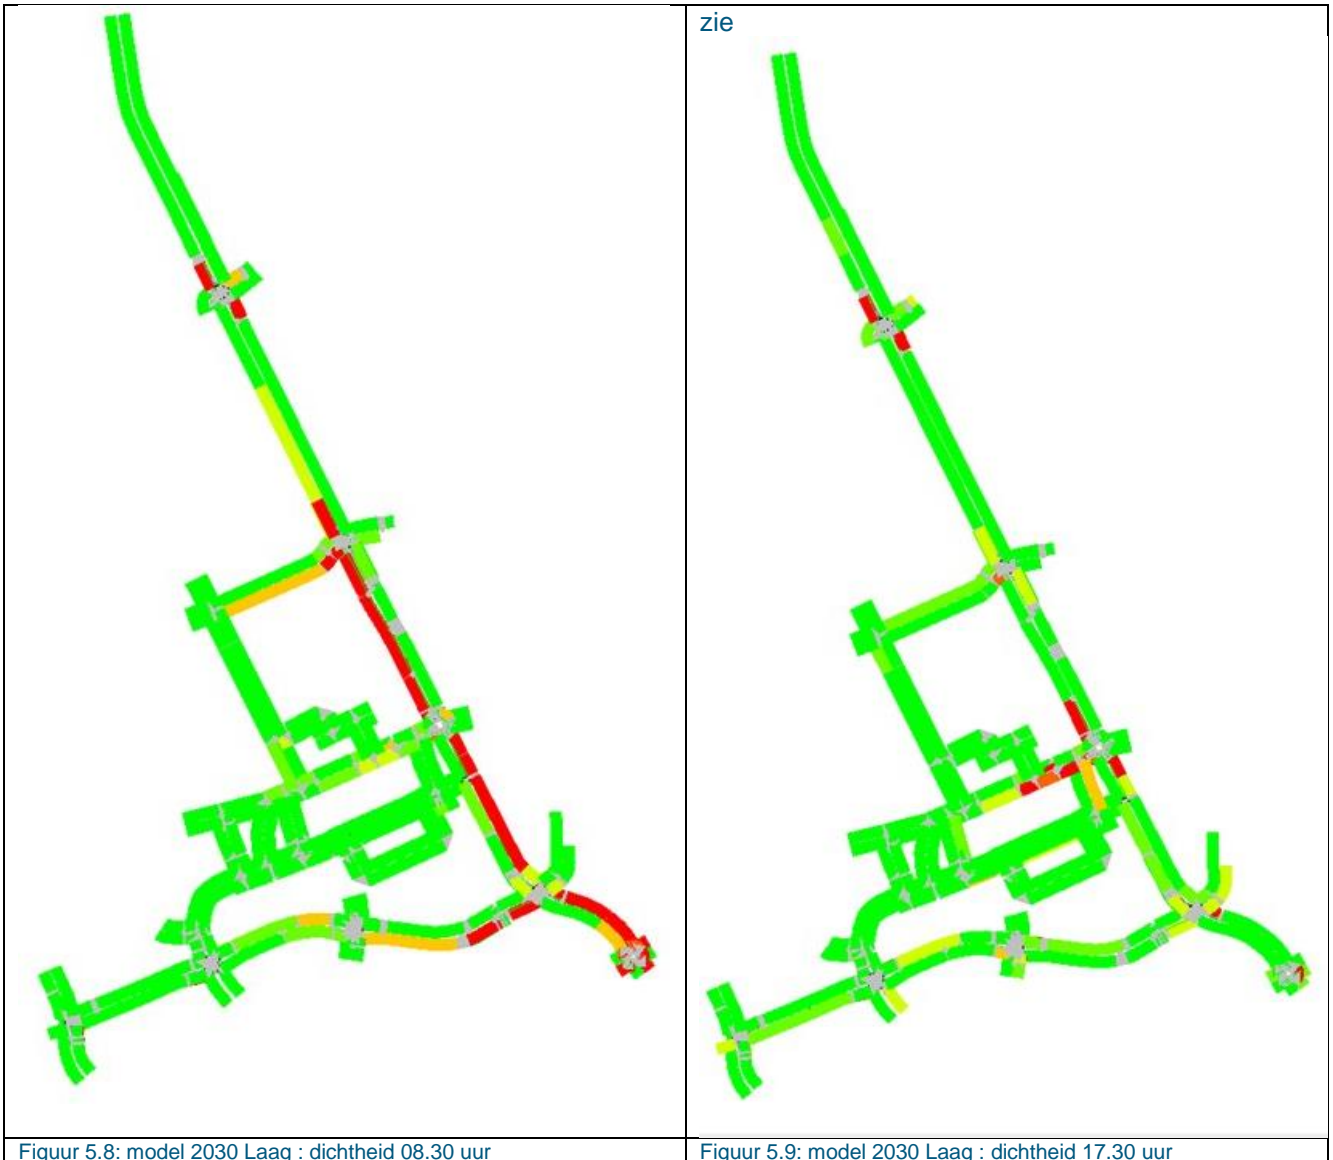 zie
Figuur 5.8: model 2030 Laag : dichtheid 08.30 uur
Figuur 5.9: model 2030 Laag : dichtheid 17.30 uur